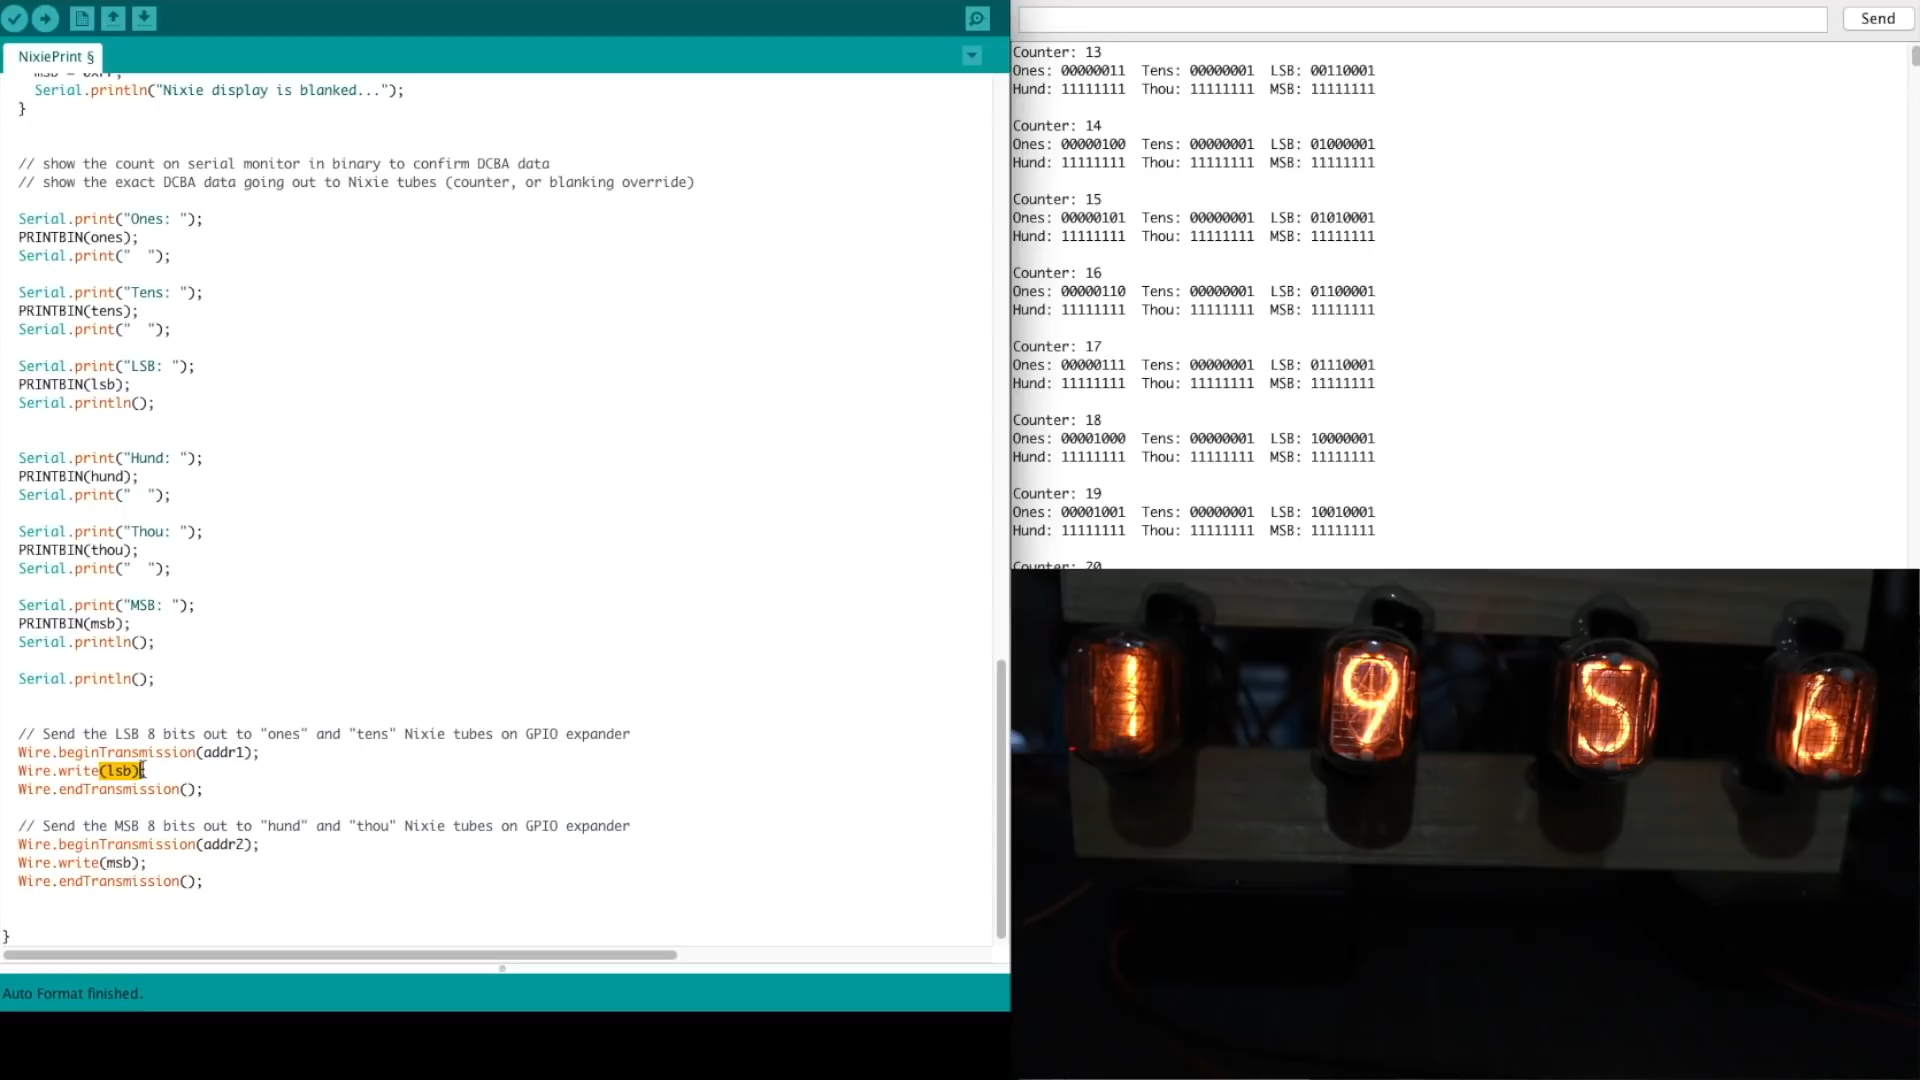 NixiePrint §
msb = 0xFF;
Serial.println("Nixie display is blanked...");
}
// show the count on serial monitor in binary to confirm DCBA data
// show the exact DCBA data going out to Nixie tubes (counter, or blanking override)
Serial.print("Ones: ");
PRINTBIN(ones);
Serial.print("  ");
Serial.print("Tens: ");
PRINTBIN(tens);
Serial.print("  ");
Serial.print("LSB: ");
PRINTBIN(lsb);
Serial.println();
Serial.print("Hund: ");
PRINTBIN(hund);
Serial.print("  ");
Serial.print("Thou: ");
PRINTBIN(thou);
Serial.print("  ");
Serial.print("MSB: ");
PRINTBIN(msb);
Serial.println();
Serial.println();
// Send the LSB 8 bits out to "ones" and "tens" Nixie tubes on GPIO expander
Wire.beginTransmission(addr1);
Wire.write(lsb);
Wire.endTransmission();
// Send the MSB 8 bits out to "hund" and "thou" Nixie tubes on GPIO expander
Wire.beginTransmission(addr2);
Wire.write(msb);
Wire.endTransmission();
}
Auto Format finished.
Send
Counter: 13
Ones: 00000011  Tens: 00000001  LSB: 00110001
Hund: 11111111  Thou: 11111111  MSB: 11111111
Counter: 14
Ones: 00000100  Tens: 00000001  LSB: 01000001
Hund: 11111111  Thou: 11111111  MSB: 11111111
Counter: 15
Ones: 00000101  Tens: 00000001  LSB: 01010001
Hund: 11111111  Thou: 11111111  MSB: 11111111
Counter: 16
Ones: 00000110  Tens: 00000001  LSB: 01100001
Hund: 11111111  Thou: 11111111  MSB: 11111111
Counter: 17
Ones: 00000111  Tens: 00000001  LSB: 01110001
Hund: 11111111  Thou: 11111111  MSB: 11111111
Counter: 18
Ones: 00001000  Tens: 00000001  LSB: 10000001
Hund: 11111111  Thou: 11111111  MSB: 11111111
Counter: 19
Ones: 00001001  Tens: 00000001  LSB: 10010001
Hund: 11111111  Thou: 11111111  MSB: 11111111
Counter: 20
1 9 5 6